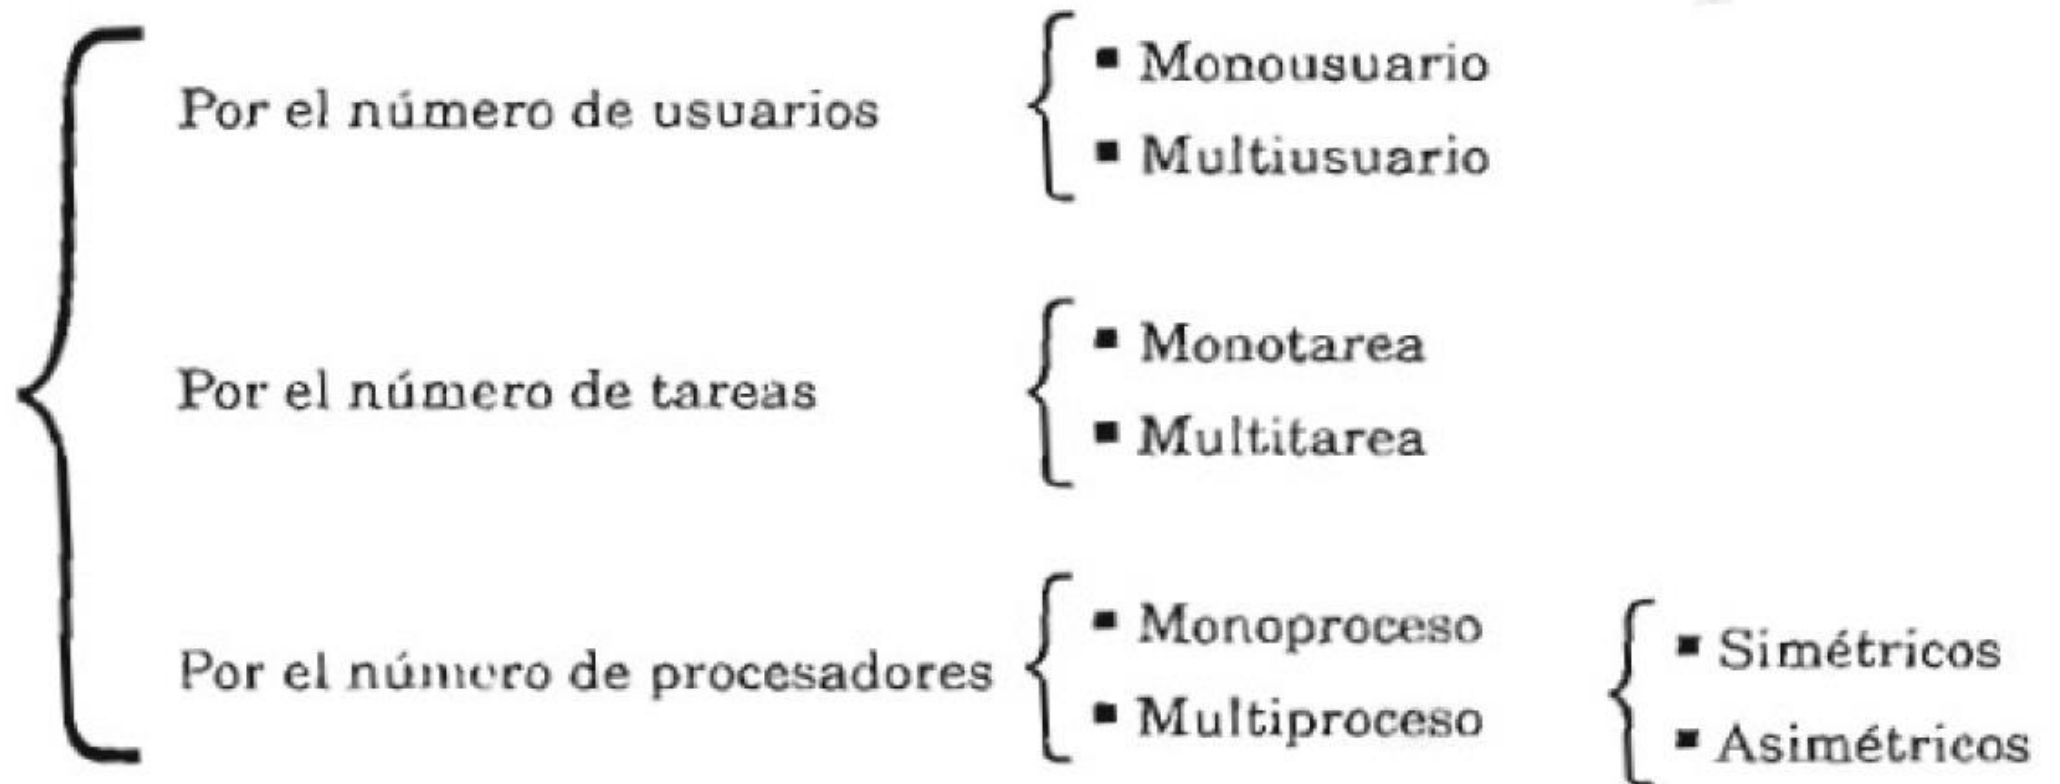 Por el número de usuarios
▪ Monousuario
▪ Multiusuario
Por el número de tareas
▪ Monotarea
▪ Multitarea
Por el número de procesadores
▪ Monoproceso
▪ Multiproceso
▪ Simétricos
▪ Asimétricos